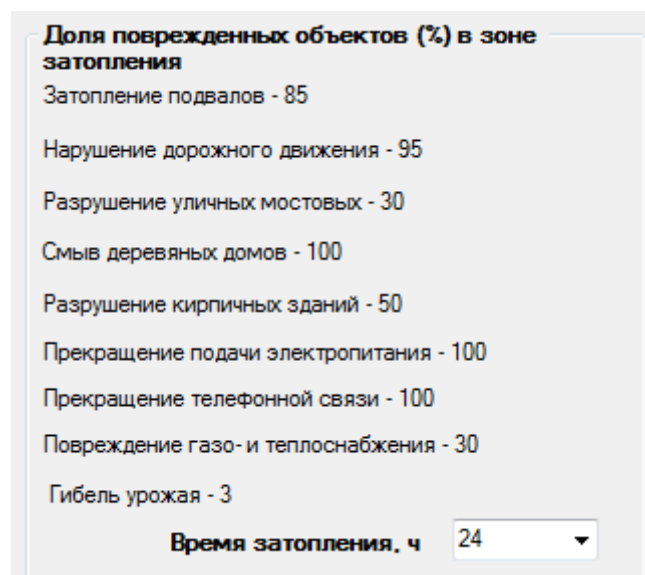 Доля поврежденных объектов (%) в зоне
затопления
Затопление подвалов - 85
Нарушение дорожного движения - 95
Разрушение уличных мостовых - 30
Смыв деревяных домов - 100
Разрушение кирпичных зданий - 50
Прекращение подачи электропитания - 100
Прекращение телефонной связи - 100
Повреждение газо- и теплоснабжения - 30
Гибель урожая - 3
Время затопления, ч 24